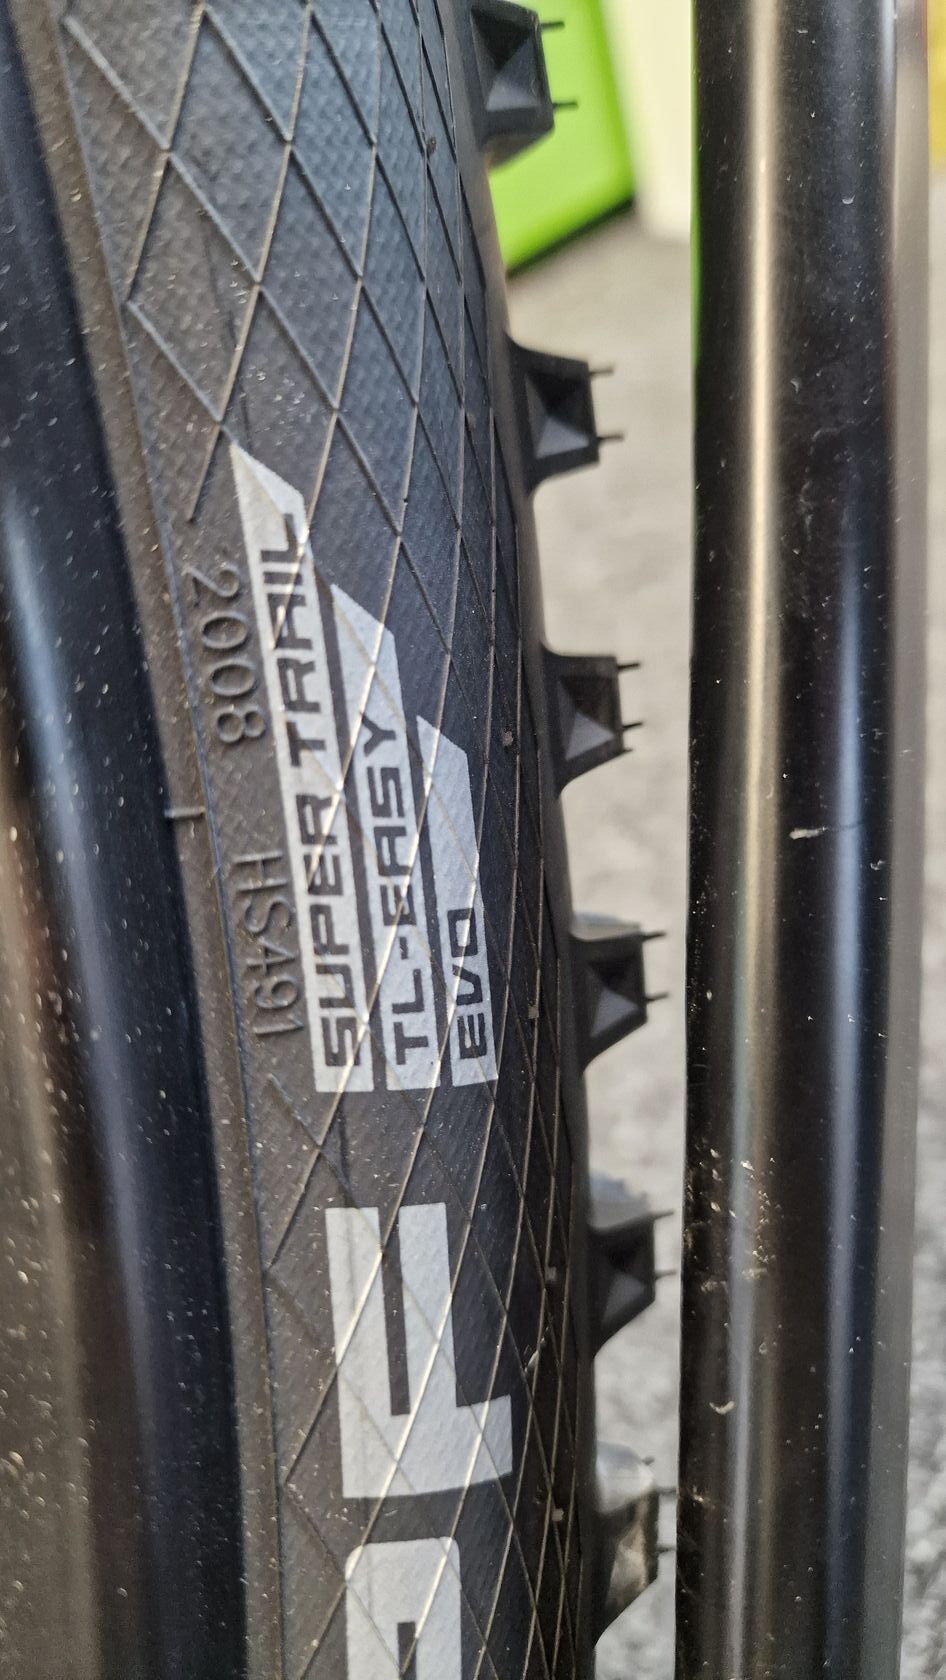 2008 HS491
SUPER TRAIL
TL-EASY
EVO